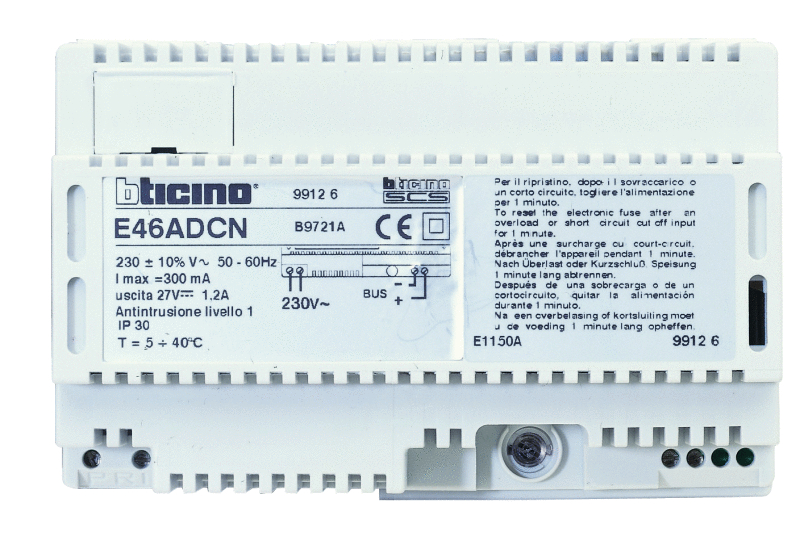 bticino®
9912 6
bticino
SCS
E46ADCN
B9721A
CE
230 ± 10% V~ 50 - 60Hz
I max =300 mA
uscita 27V⎓ 1,2A
Antintrusione livello 1
IP 30
T = 5 ÷ 40°C
230V~
BUS
-
+
Per il ripristino, dopo il sovraccarico o
un corto circuito, togliere l'alimentazione
per 1 minuto.
To reset the electronic fuse after an
overload or short circuit cut off input
for 1 minute.
Après une surcharge ou court-circuit,
débrancher l'appareil pendant 1 minute.
Nach Überlast oder Kurzschluß, Speisung
1 minute lang abtrennen.
Después de una sobrecarga o de un
cortocircuito, quitar la alimentación
durante 1 minuto.
Na een overbelasing of kortsluiting moet
u de voeding 1 minute lang opheffen.
E1150A
9912 6
PRI